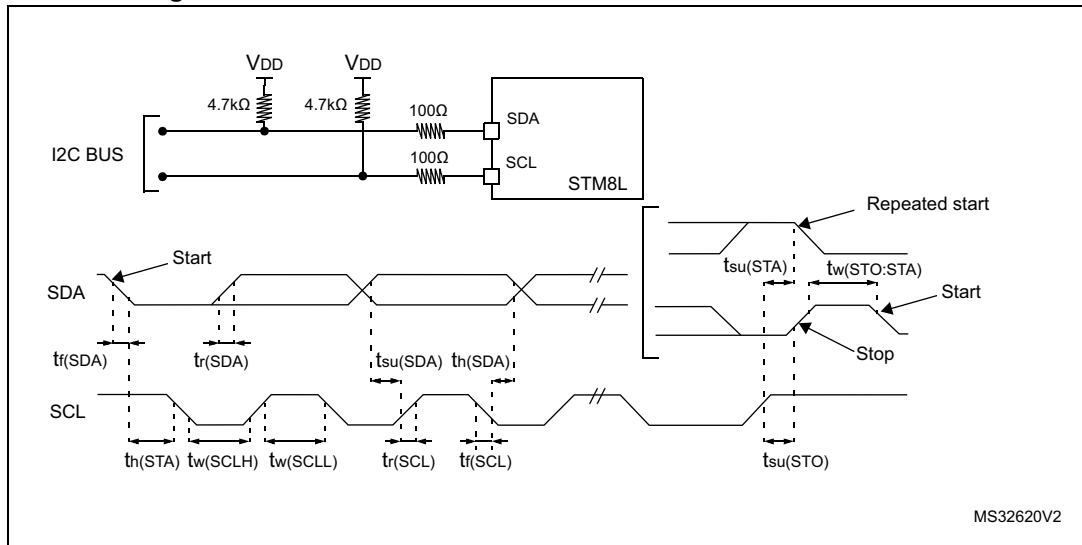 VDD VDD
4.7kΩ 4.7kΩ 100Ω
SDA
I2C BUS
100Ω
SCL
STM8L
Repeated start
Start
tsu(STA) tw(STO:STA)
SDA
Start
tf(SDA) tr(SDA) tsu(SDA) th(SDA)
Stop
SCL
th(STA) tw(SCLH) tw(SCLL) tr(SCL) tf(SCL) tsu(STO)
MS32620V2